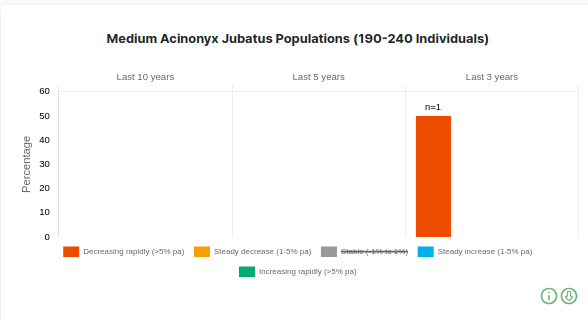 Medium Acinonyx Jubatus Populations (190-240 Individuals)
Last 10 years
Last 5 years
Last 3 years
Percentage
60
50
40
30
20
10
0
n=1
Decreasing rapidly (>5% pa)
Steady decrease (1-5% pa)
Stable (-1% to 1%)
Steady increase (1-5% pa)
Increasing rapidly (>5% pa)